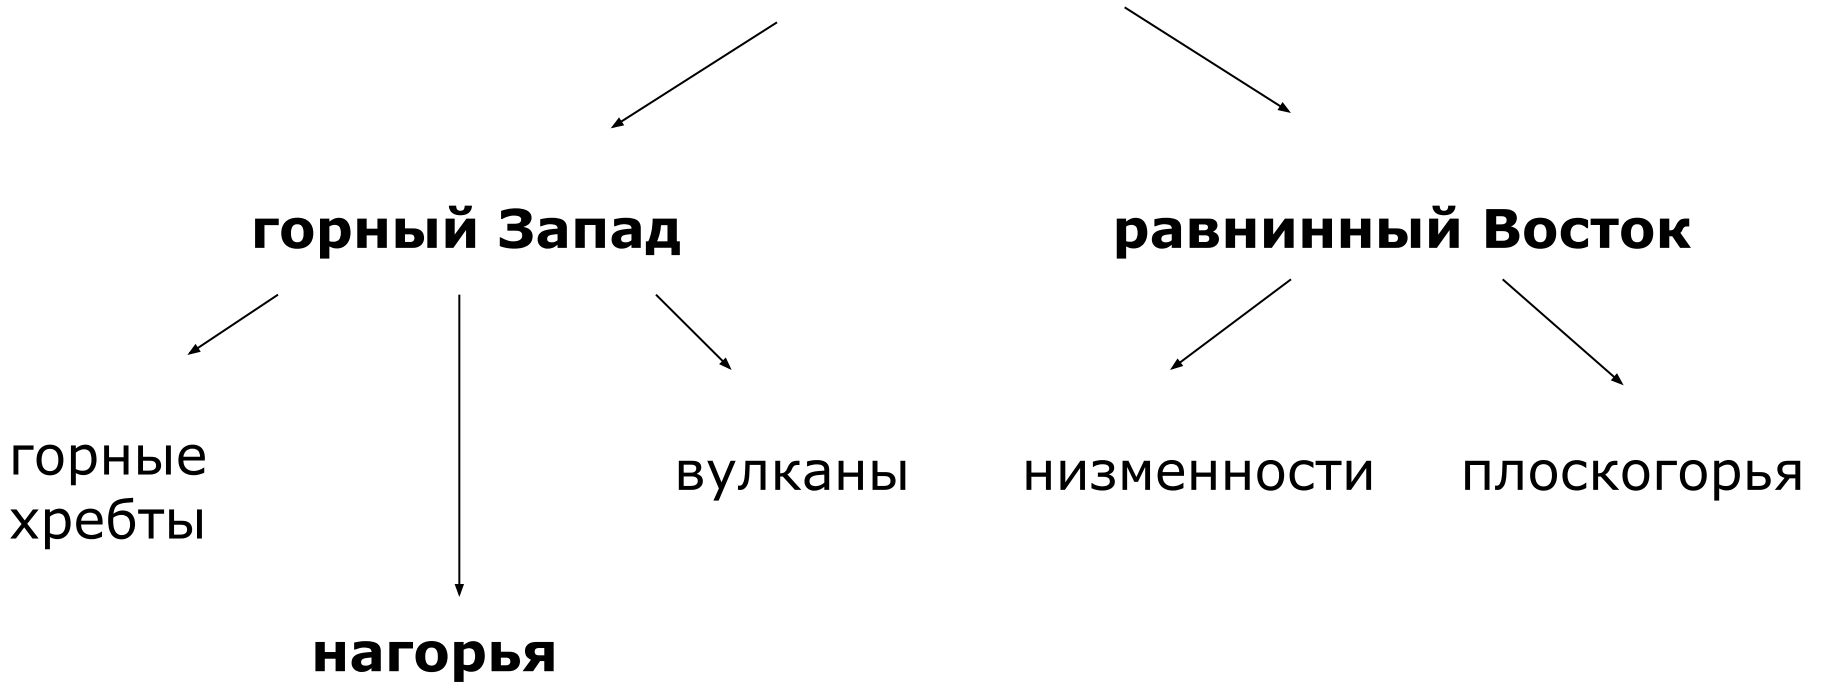 горный Запад
равнинный Восток
горные
хребты
вулканы
низменности
плоскогорья
нагорья